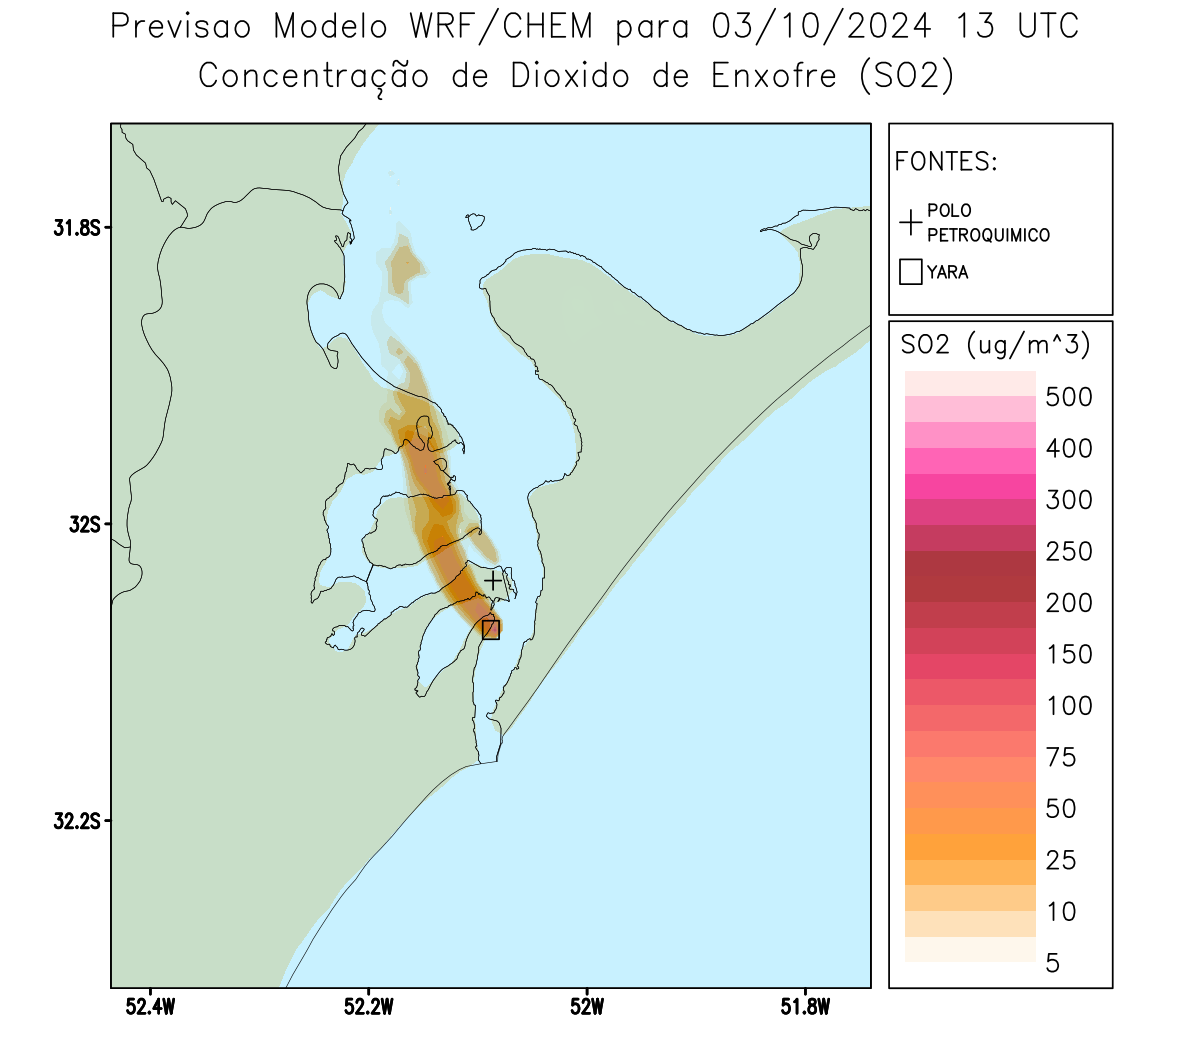 Previsao Modelo WRF/CHEM para 03/10/2024 13 UTC
Concentração de Dioxido de Enxofre (SO2)
FONTES:
POLO
PETROQUIMICO
YARA
31.8S
32S
32.2S
52.4W
52.2W
52W
51.8W
SO2 (ug/m^3)
500
400
300
250
200
150
100
75
50
25
10
5